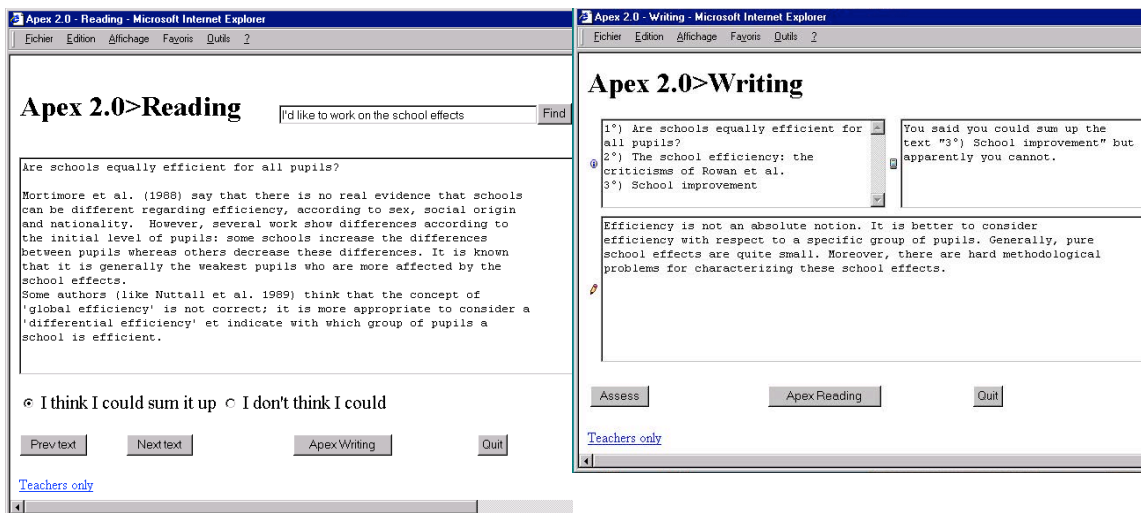 Apex 2.0 - Reading - Microsoft Internet Explorer
Fichier Edition Affichage Favoris Outils ?
Apex 2.0>Reading
I'd like to work on the school effects
Find
Are schools equally efficient for all pupils?
Mortimore et al. (1988) say that there is no real evidence that schools
can be different regarding efficiency, according to sex, social origin
and nationality. However, several work show differences according to
the initial level of pupils: some schools increase the differences
between pupils whereas others decrease these differences. It is known
that it is generally the weakest pupils who are more affected by the
school effects.
Some authors (like Nuttall et al. 1989) think that the concept of
'global efficiency' is not correct; it is more appropriate to consider a
'differential efficiency' et indicate with which group of pupils a
school is efficient.
I think I could sum it up I don't think I could
Prev text Next text Apex Writing Quit
Teachers only
Apex 2.0 - Writing - Microsoft Internet Explorer
Fichier Edition Affichage Favoris Outils ?
Apex 2.0>Writing
1°) Are schools equally efficient for
all pupils?
2°) The school efficiency: the
criticisms of Rowan et al.
3°) School improvement
You said you could sum up the
text "3°) School improvement" but
apparently you cannot.
Efficiency is not an absolute notion. It is better to consider
efficiency with respect to a specific group of pupils. Generally, pure
school effects are quite small. Moreover, there are hard methodological
problems for characterizing these school effects.
Assess Apex Reading Quit
Teachers only